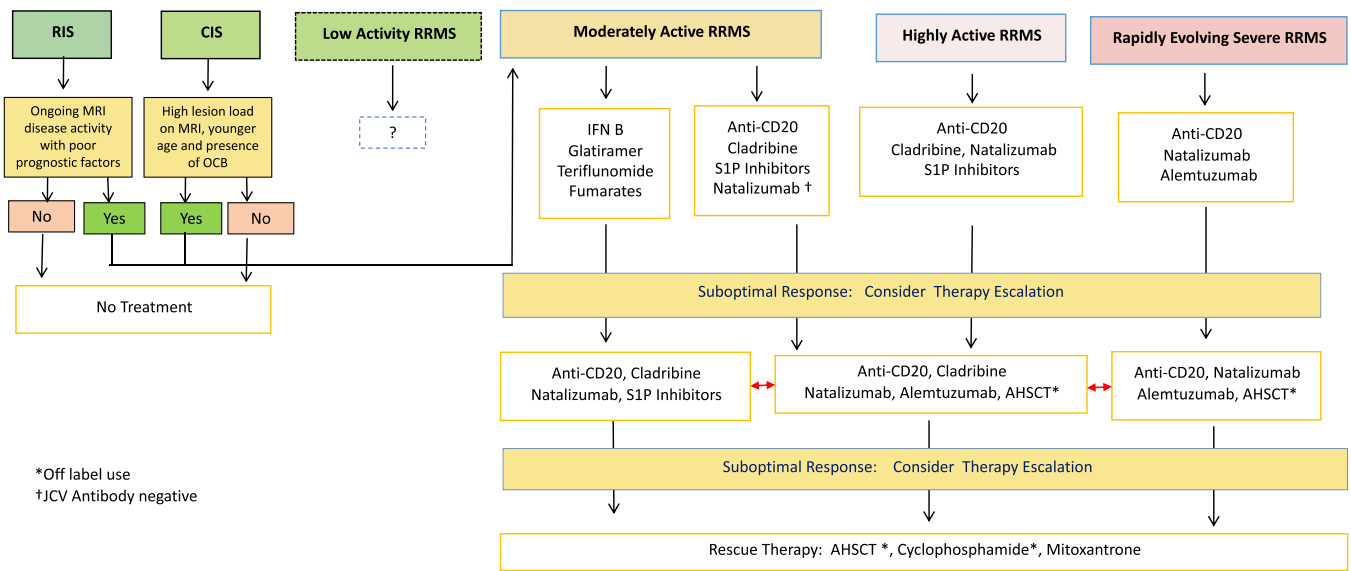 RIS
CIS
Low Activity RRMS
Moderately Active RRMS
Highly Active RRMS
Rapidly Evolving Severe RRMS
Ongoing MRI
disease activity
with poor
prognostic factors
High lesion load
on MRI, younger
age and presence
of OCB
?
IFN B
Glatiramer
Teriflunomide
Fumarates
Anti-CD20
Cladribine
S1P Inhibitors
Natalizumab †
Anti-CD20
Cladribine, Natalizumab
S1P Inhibitors
Anti-CD20
Natalizumab
Alemtuzumab
No
Yes
Yes
No
No Treatment
Suboptimal Response: Consider Therapy Escalation
Anti-CD20, Cladribine
Natalizumab, S1P Inhibitors
Anti-CD20, Cladribine
Natalizumab, Alemtuzumab, AHSCT*
Anti-CD20, Natalizumab
Alemtuzumab, AHSCT*
Suboptimal Response: Consider Therapy Escalation
*Off label use
†JCV Antibody negative
Rescue Therapy: AHSCT *, Cyclophosphamide*, Mitoxantrone